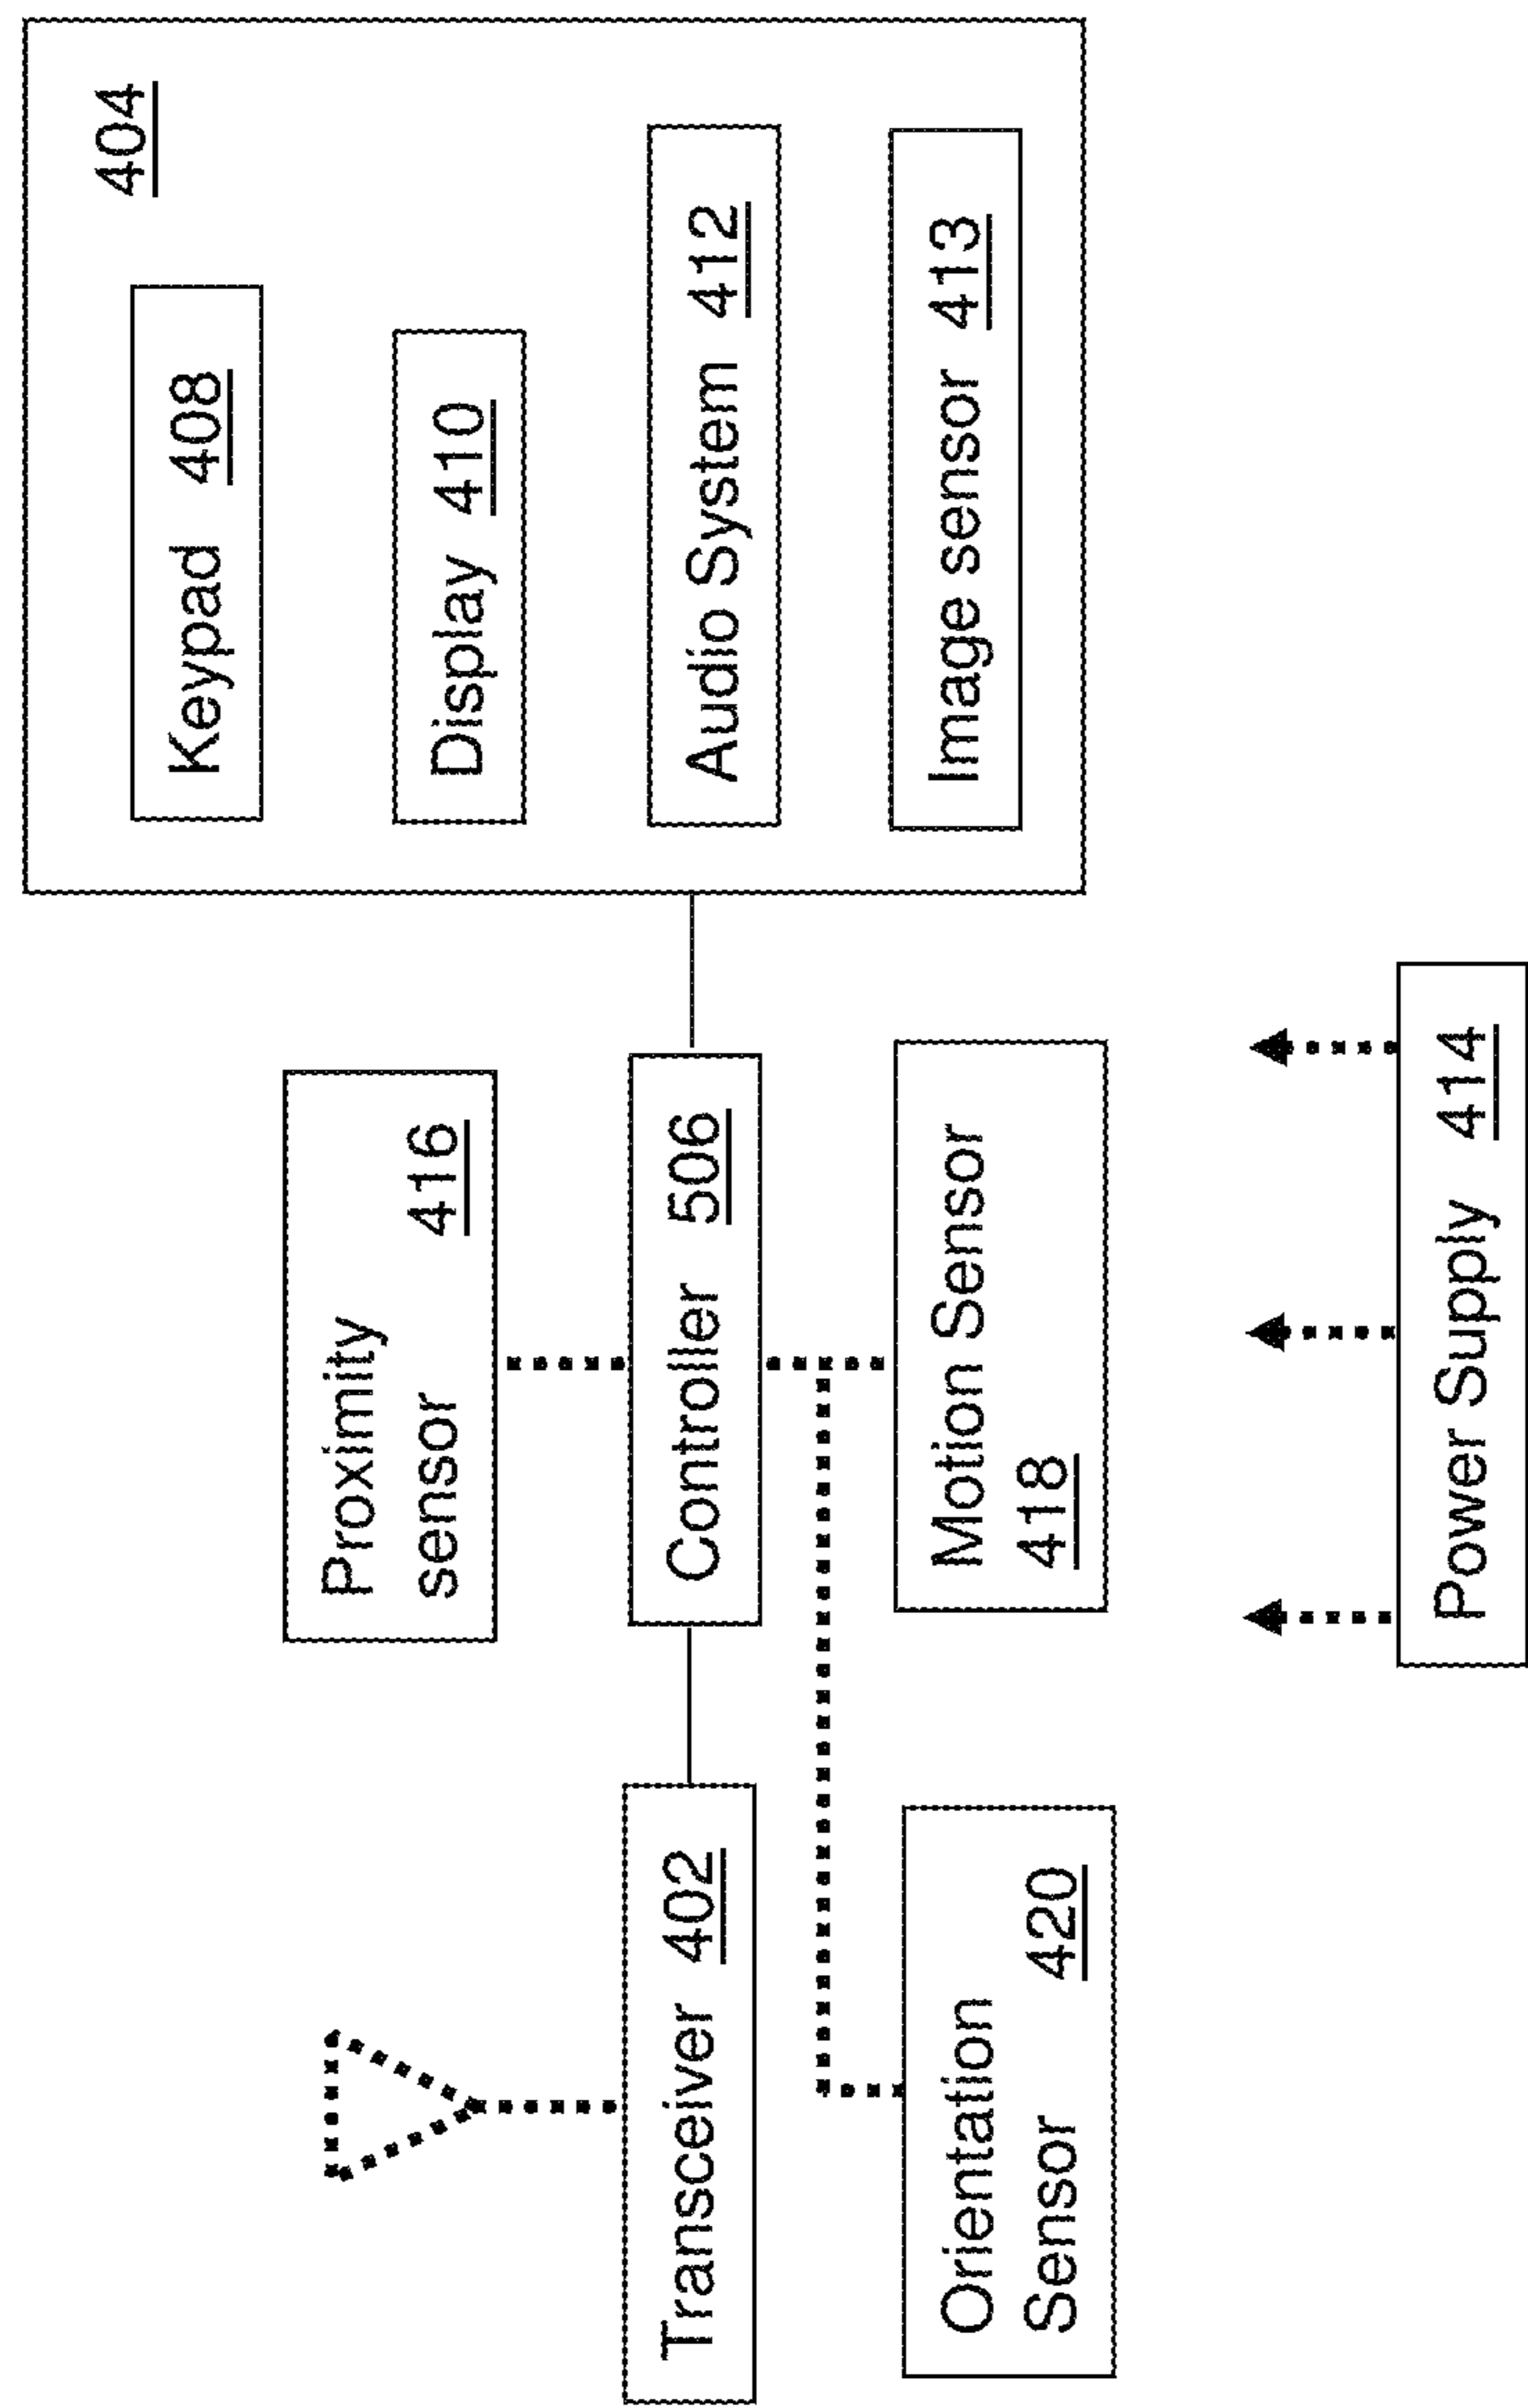 404
Keypad 408
Display 410
Audio System 412
Image sensor 413
Proximity
sensor 416
Controller 506
Motion Sensor
418
Transceiver 402
Orientation
Sensor 420
Power Supply 414